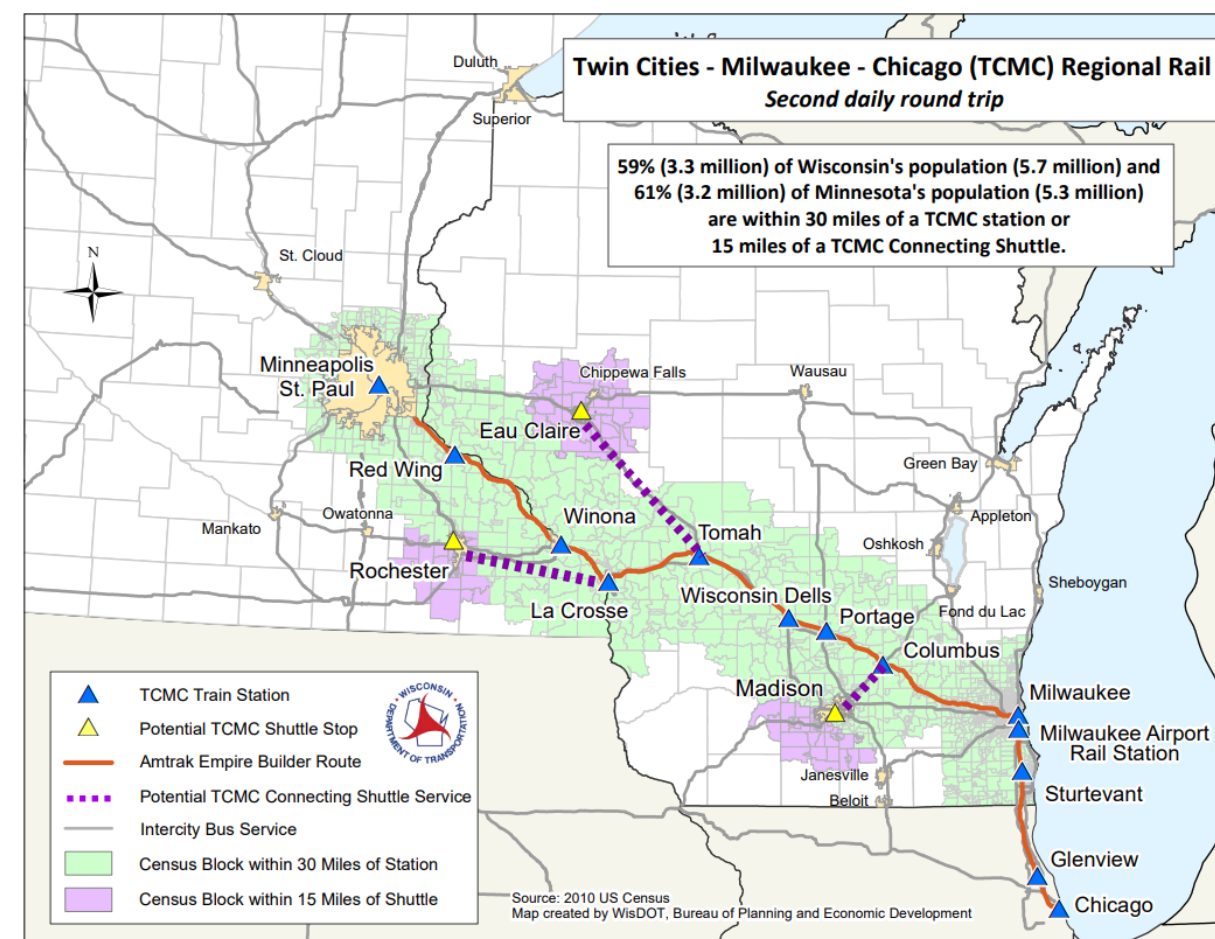 Twin Cities - Milwaukee - Chicago (TCMC) Regional Rail
Second daily round trip
59% (3.3 million) of Wisconsin's population (5.7 million) and
61% (3.2 million) of Minnesota's population (5.3 million)
are within 30 miles of a TCMC station or
15 miles of a TCMC Connecting Shuttle.
Duluth
Superior
N
St. Cloud
Minneapolis
St. Paul
Chippewa Falls
Wausau
Eau Claire
Green Bay
Red Wing
Appleton
Mankato
Owatonna
Winona
Tomah
Oshkosh
Rochester
La Crosse
Wisconsin Dells
Sheboygan
Portage
Fond du Lac
Columbus
Madison
Milwaukee
Milwaukee Airport
Rail Station
Janesville
Beloit
Sturtevant
Glenview
Chicago
TCMC Train Station
Potential TCMC Shuttle Stop
Amtrak Empire Builder Route
Potential TCMC Connecting Shuttle Service
Intercity Bus Service
Census Block within 30 Miles of Station
Census Block within 15 Miles of Shuttle
WISCONSIN
DEPARTMENT OF TRANSPORTATION
Source: 2010 US Census
Map created by WisDOT, Bureau of Planning and Economic Development